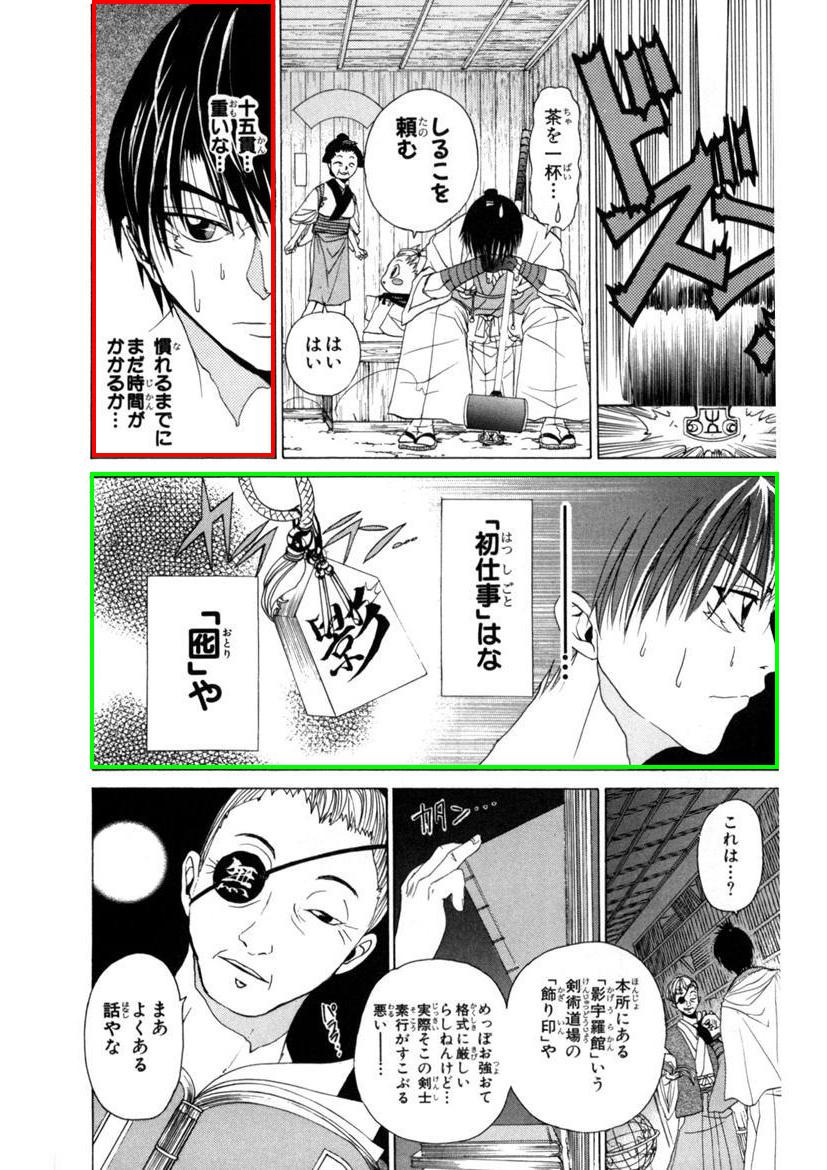 ドズン
茶を一杯…
しるこを
頼む
はい
はい
十五貫…
重いな…
慣れるまでに
まだ時間が
かかるか…
………
「初仕事」はな
影
「囮」や
これは…？
本所にある
「影宇羅館」いう
剣術道場の
「飾り印」や
カタン…
めっぽお強おて
格式に厳しい
らしねんけど…
実際そこの剣士
素行がすこぶる
悪い――
無
まあ
よくある
話やな